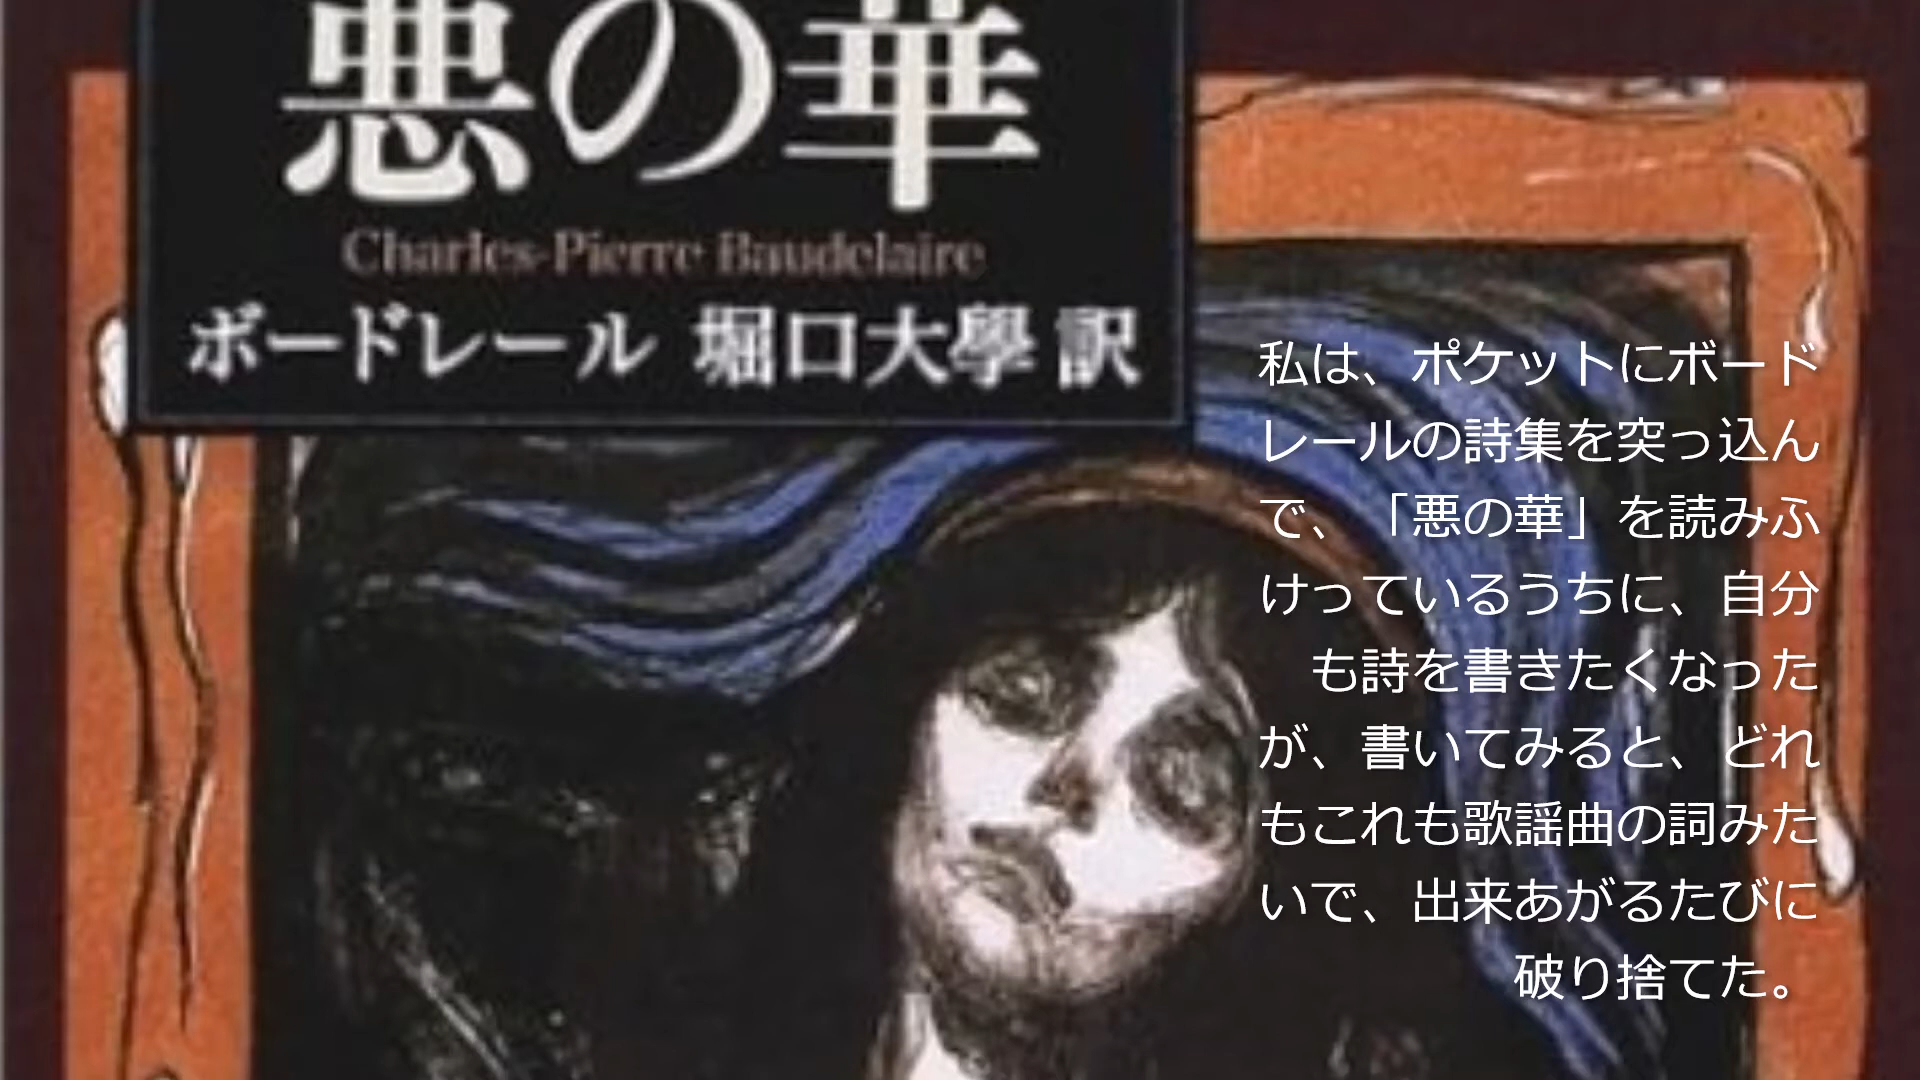 悪の華
Charles-Pierre Baudelaire
ボードレール 堀口大學 訳
私は、ポケットにボード
レールの詩集を突っ込ん
で、「悪の華」を読みふ
けっているうちに、自分
も詩を書きたくなった
が、書いてみると、どれ
もこれも歌謡曲の詞みた
いで、出来あがるたびに
破り捨てた。